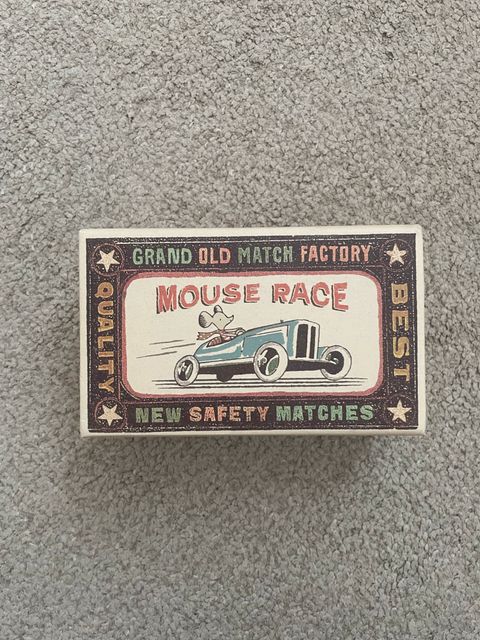 GRAND OLD MATCH FACTORY
MOUSE RACE
QUALITY
BEST
NEW SAFETY MATCHES